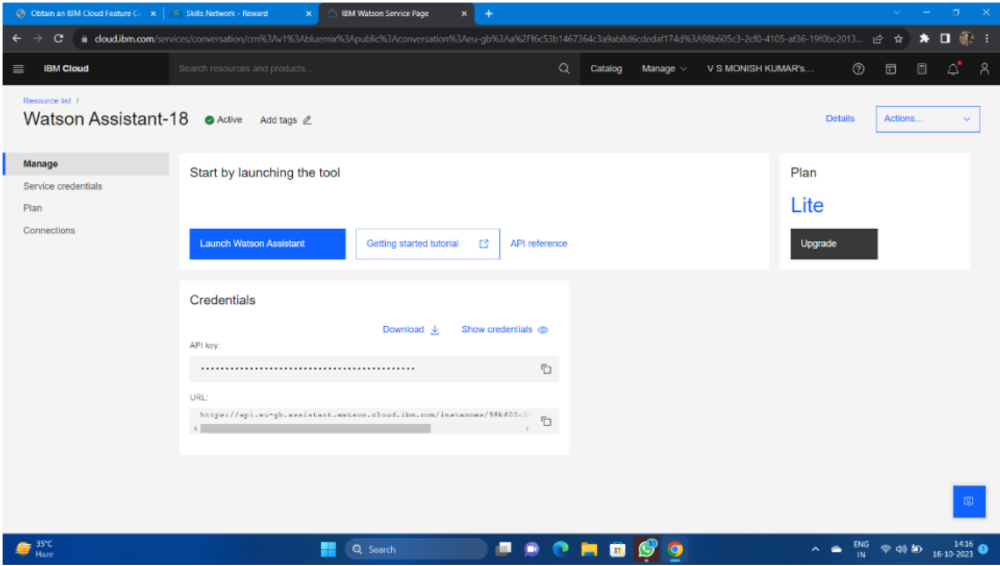 Obtain an IBM Cloud Feature Co
Skills Network - Reward
IBM Watson Service Page
cloud.ibm.com/services/conversation/crn%3Av1%3Abluemix%3Apublic%3Aconversation%3Aeu-gb%3Aa%2Ff6c53b1467364c3a9ab8d6cdedaf174d%3A98b605c3-2cf0-4105-af36-19f0bc2013...
IBM Cloud
Search resources and products...
Catalog
Manage
V S MONISH KUMAR's...
Resource list /
Watson Assistant-18
Active
Add tags
Details
Actions...
Manage
Service credentials
Plan
Connections
Start by launching the tool
Launch Watson Assistant
Getting started tutorial
API reference
Plan
Lite
Upgrade
Credentials
Download
Show credentials
API key:
URL:
https://api.eu-gb.assistant.watson.cloud.ibm.com/instances/98b605c3-
35°C
Haze
Search
10
ENG
IN
14:16
16-10-2023
1